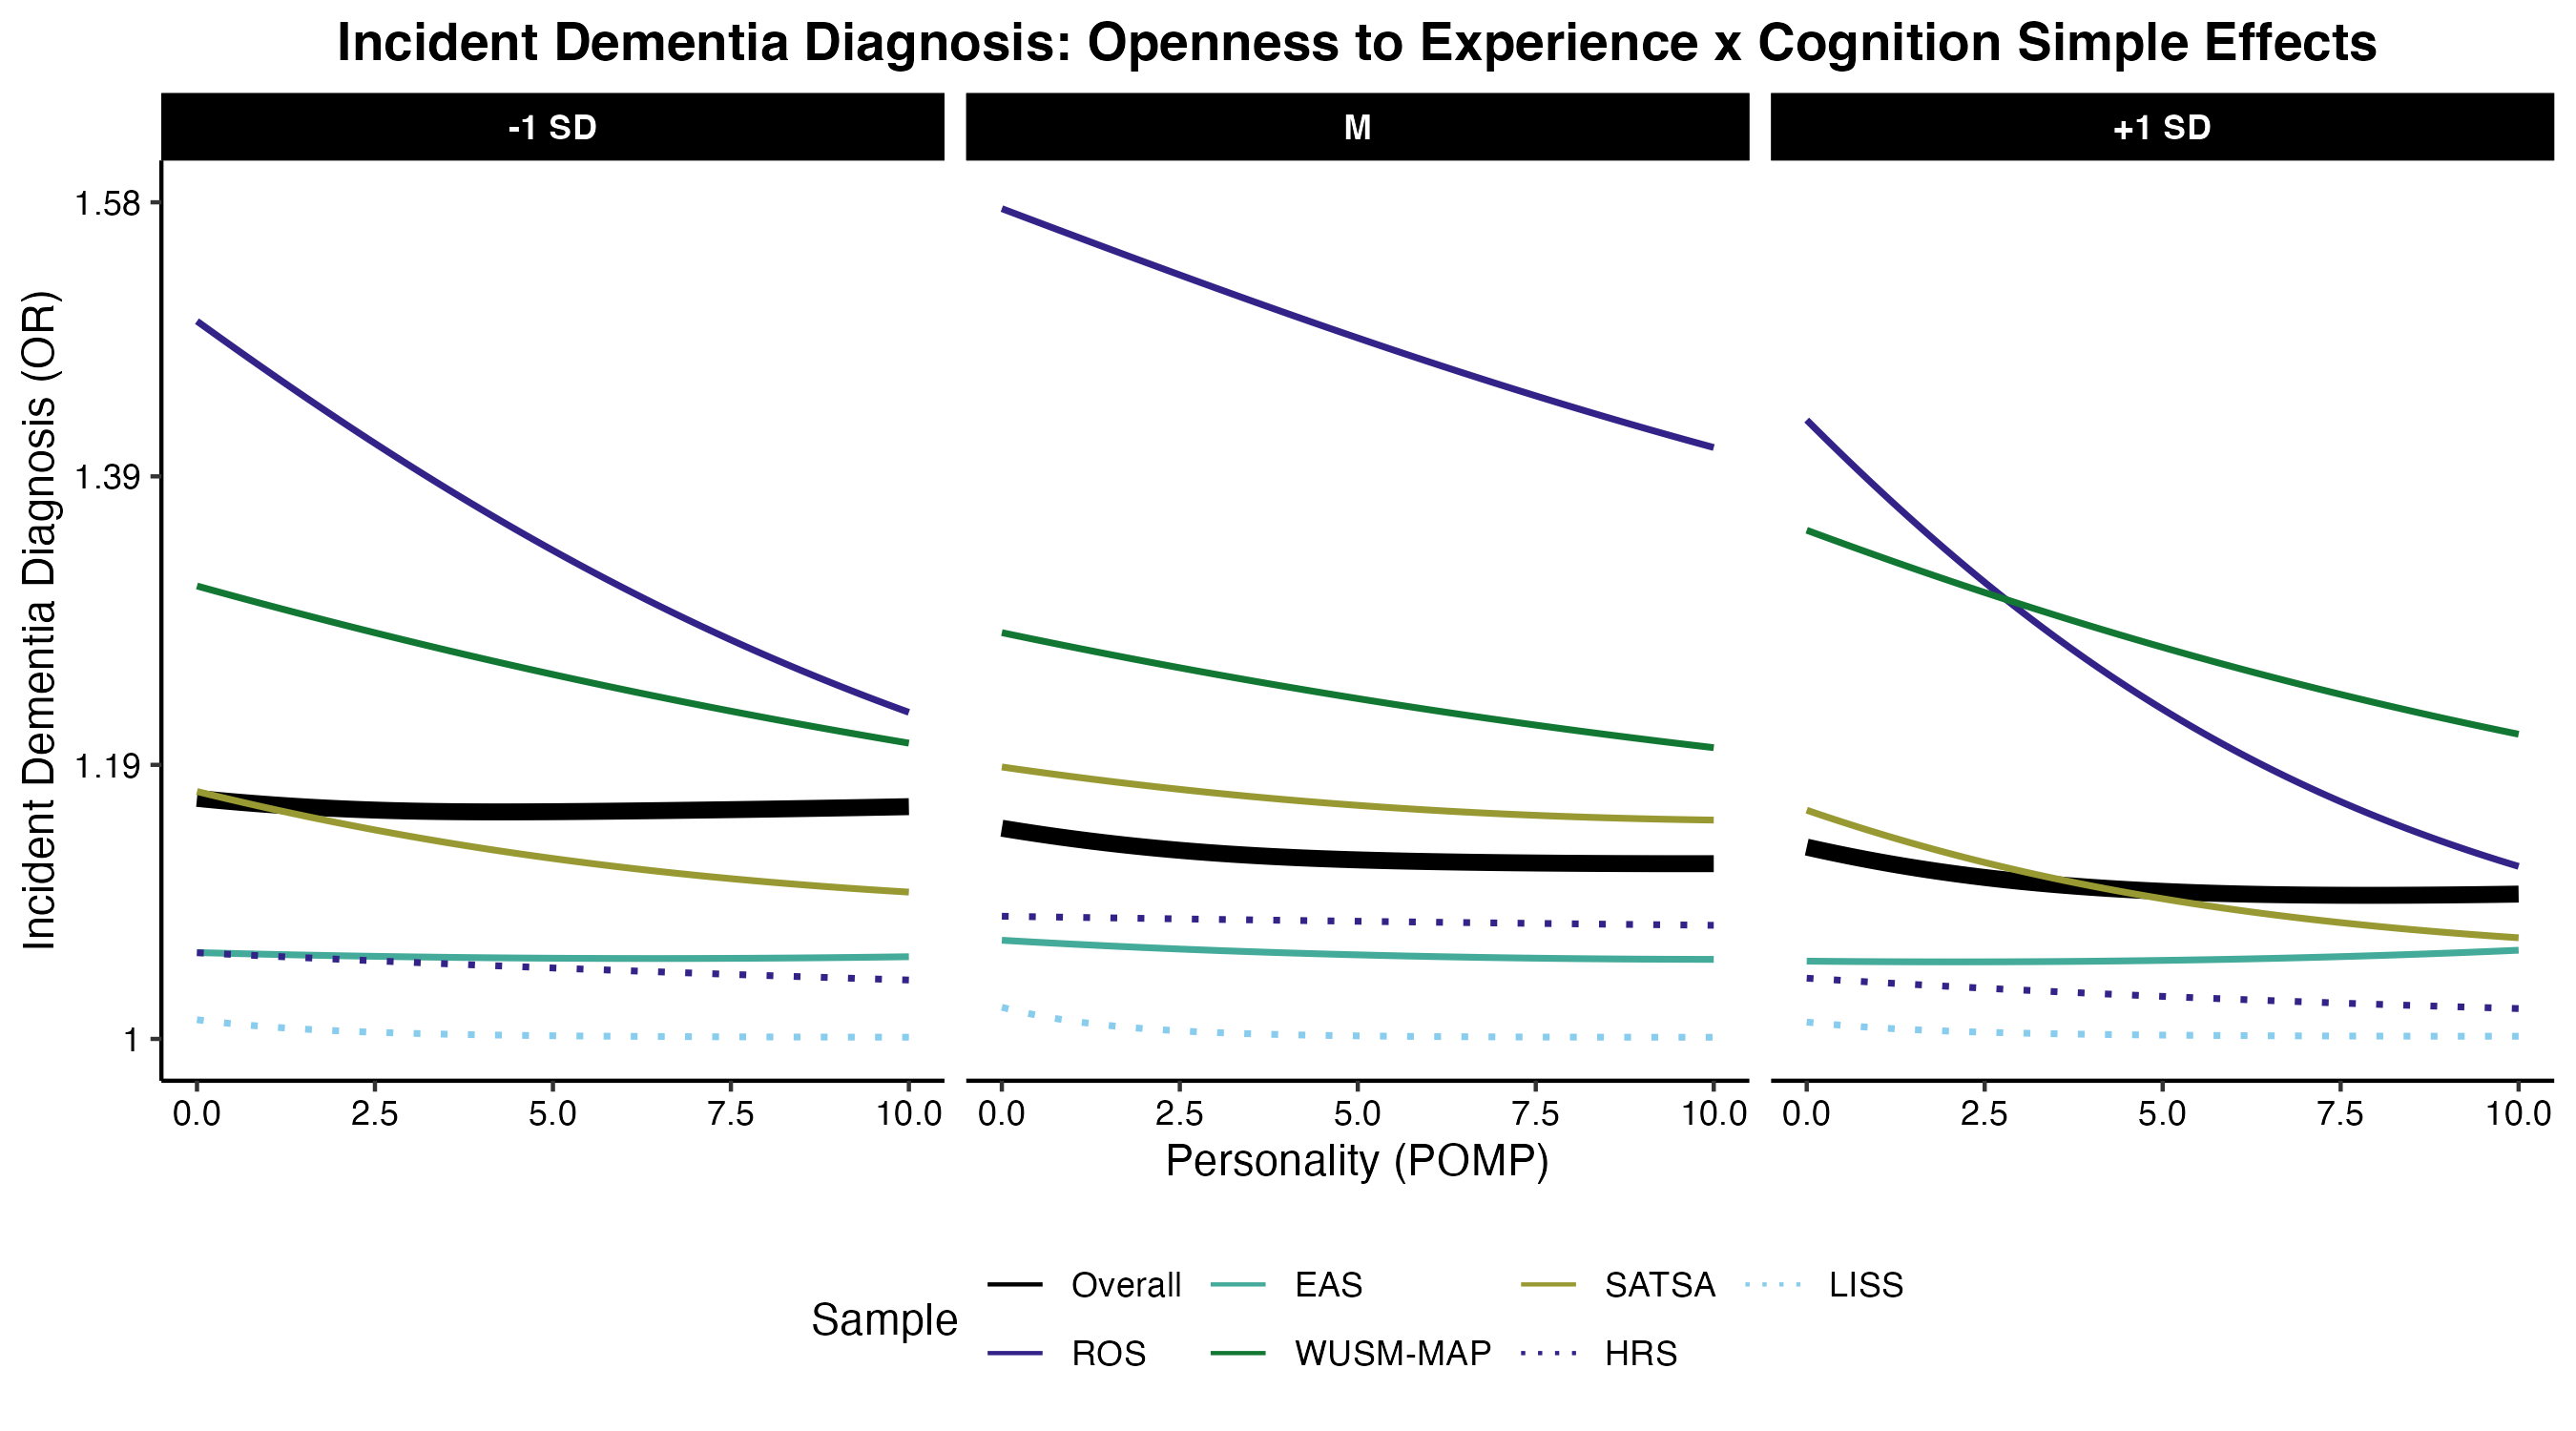 Incident Dementia Diagnosis: Openness to Experience x Cognition Simple Effects
-1 SD
M
+1 SD
Incident Dementia Diagnosis (OR)
1.58
1.39
1.19
1
0.0 2.5 5.0 7.5 10.0
0.0 2.5 5.0 7.5 10.0
0.0 2.5 5.0 7.5 10.0
Personality (POMP)
Sample
Overall EAS SATSA LISS
ROS WUSM-MAP HRS